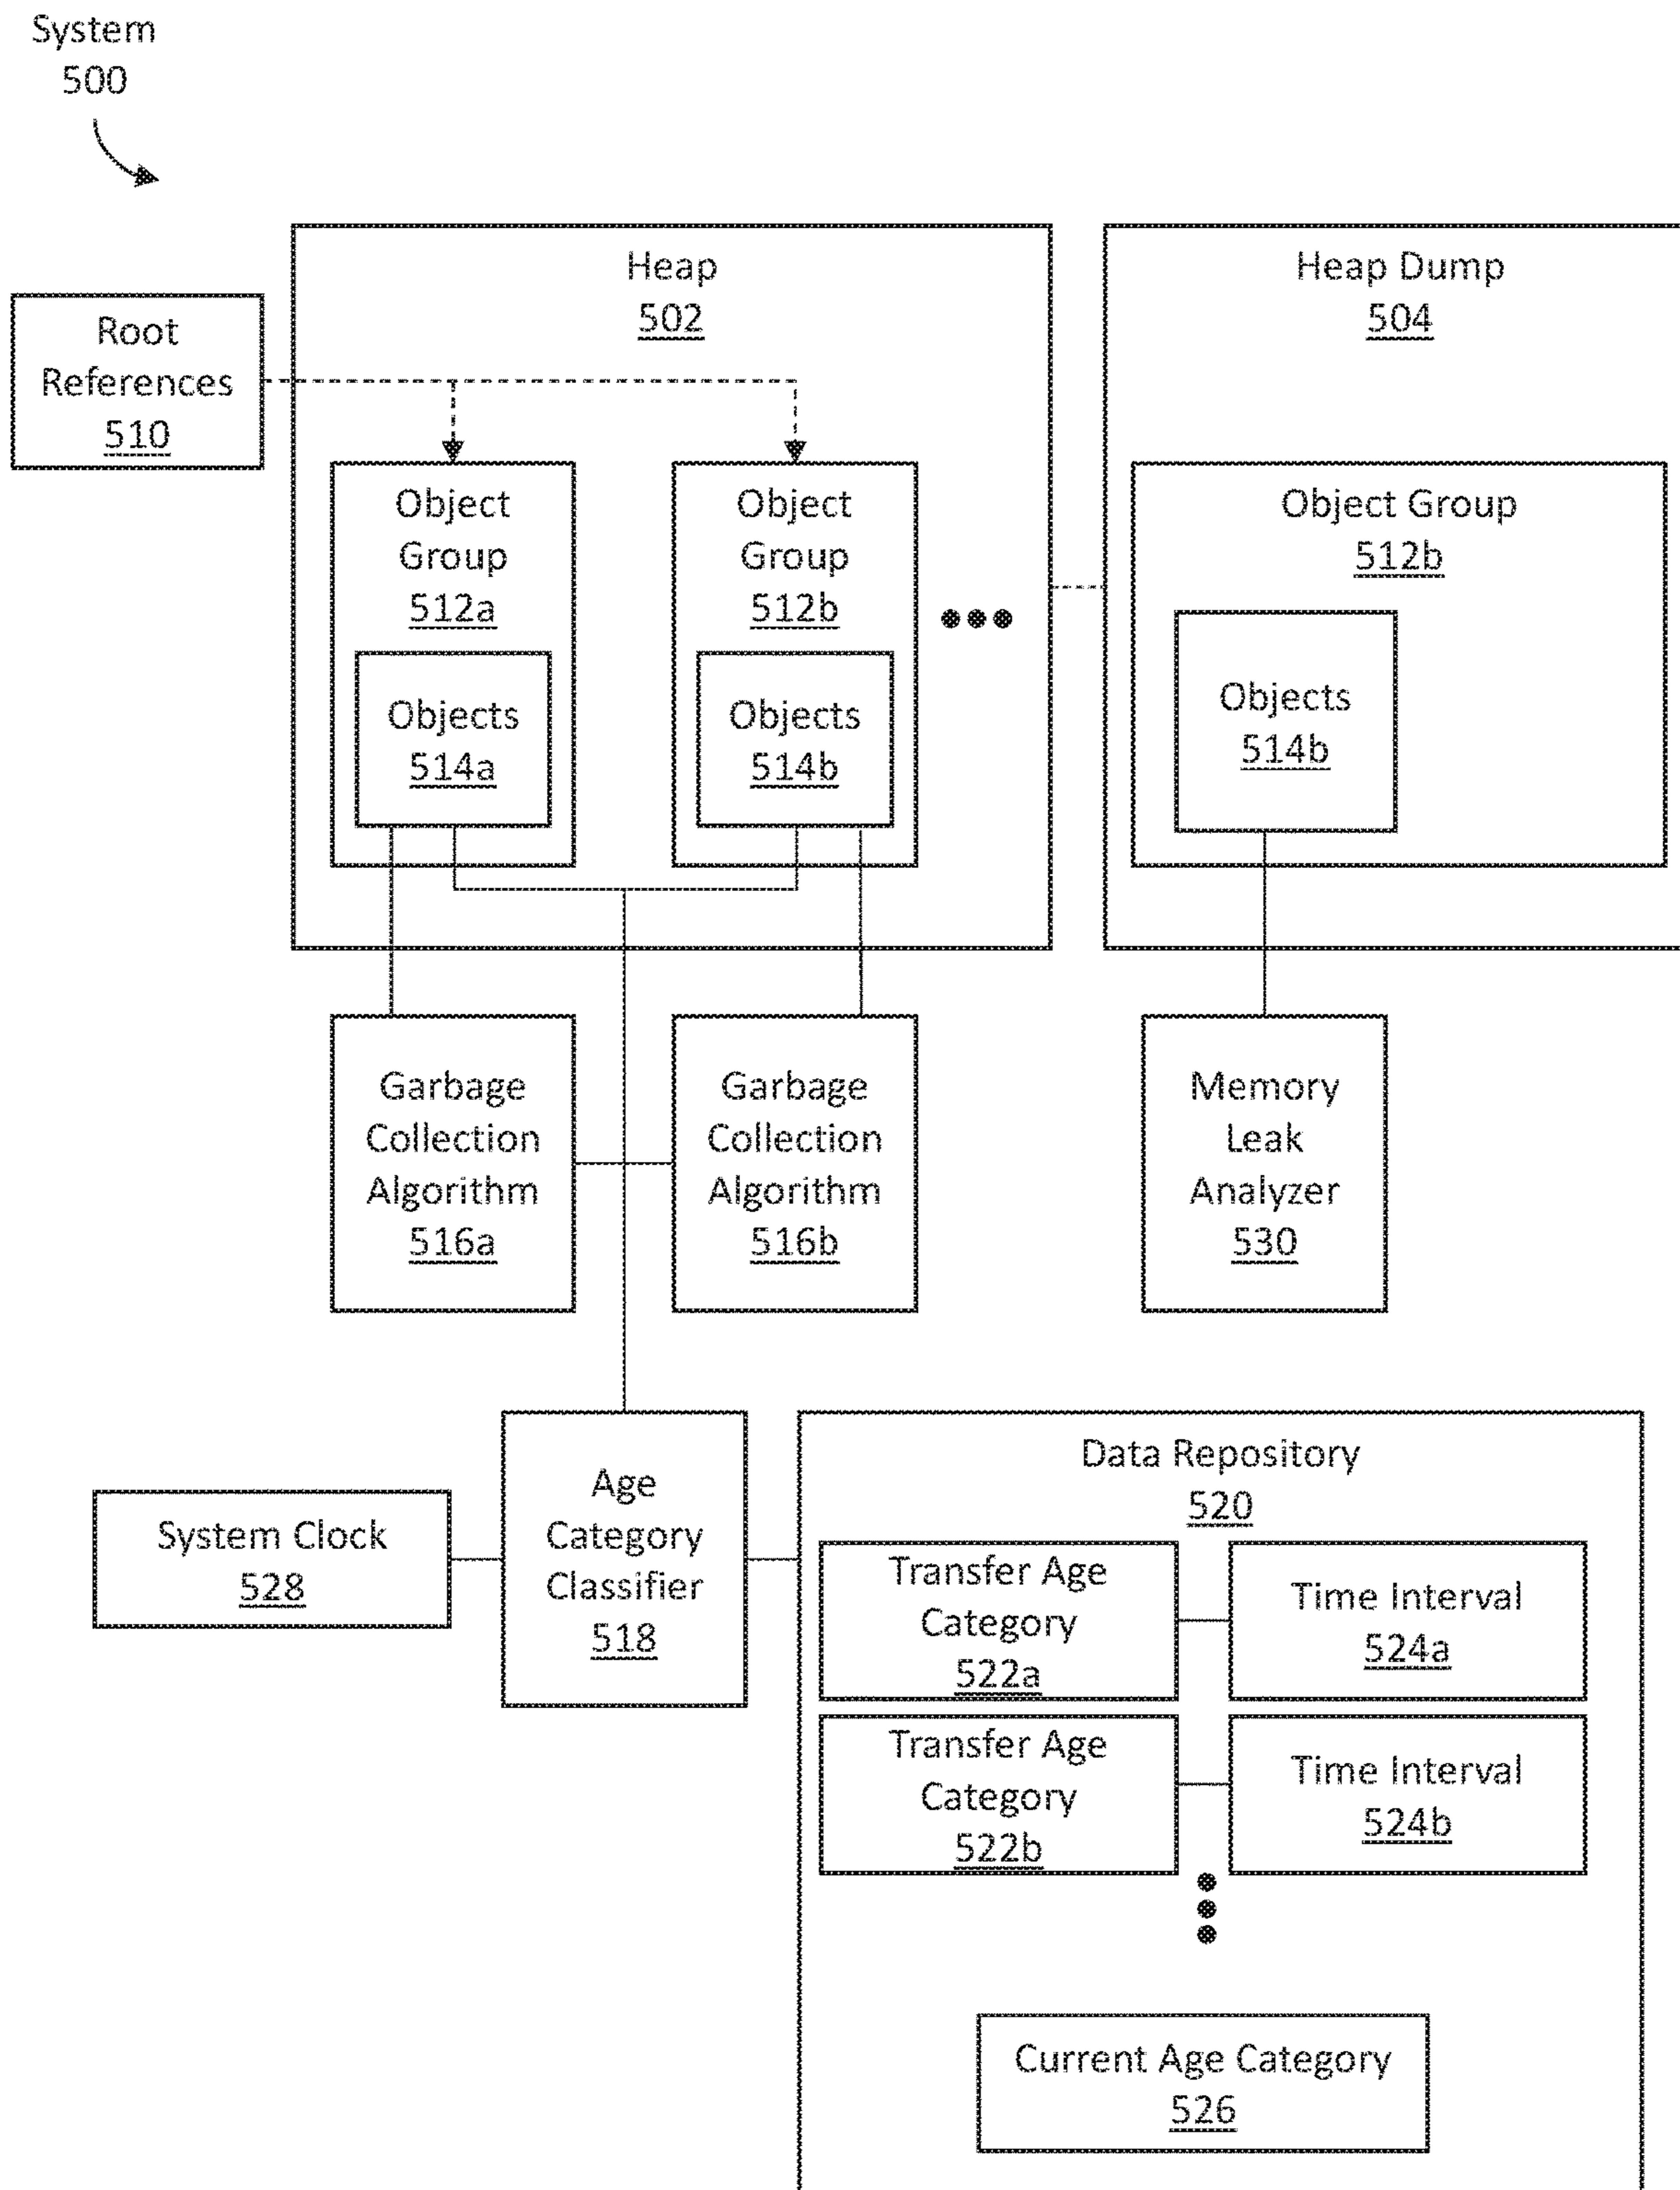 System
500
Heap
502
Heap Dump
504
Root
References
510
Object
Group
512a
Objects
514a
Object
Group
512b
Objects
514b
Object Group
512b
Objects
514b
Garbage
Collection
Algorithm
516a
Garbage
Collection
Algorithm
516b
Memory
Leak
Analyzer
530
System Clock
528
Age
Category
Classifier
518
Data Repository
520
Transfer Age
Category
522a
Time Interval
524a
Transfer Age
Category
522b
Time Interval
524b
Current Age Category
526